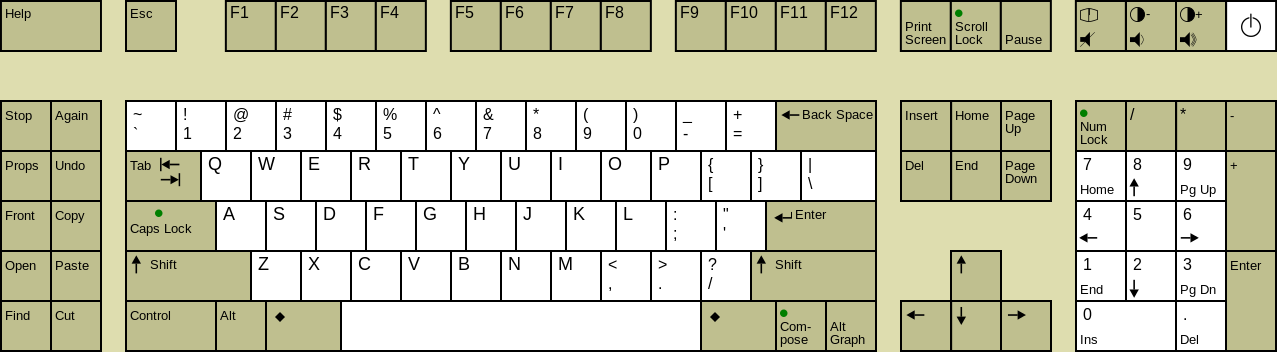 Help
Esc
F1 F2 F3 F4
F5 F6 F7 F8
F9 F10 F11 F12
Print
Screen
Scroll
Lock
Pause
-
+
Stop Again
~
`
!
1
@
2
#
3
$
4
%
5
^
6
&
7
*
8
(
9
)
0
_
-
+
=
Back Space
Insert Home
Page
Up
Num
Lock
/
*
-
Props Undo
Tab
Q W E R T Y U I O P
{
[
}
]
|
\
Del End
Page
Down
7
Home
8
9
Pg Up
+
Front Copy
Caps Lock
A S D F G H J K L
:
;
"
'
Enter
4
5
6
Open Paste
Shift
Z X C V B N M
<
,
>
.
?
/
Shift
1
End
2
3
Pg Dn
Enter
Find Cut
Control
Alt
Com-
pose
Alt
Graph
0
Ins
.
Del